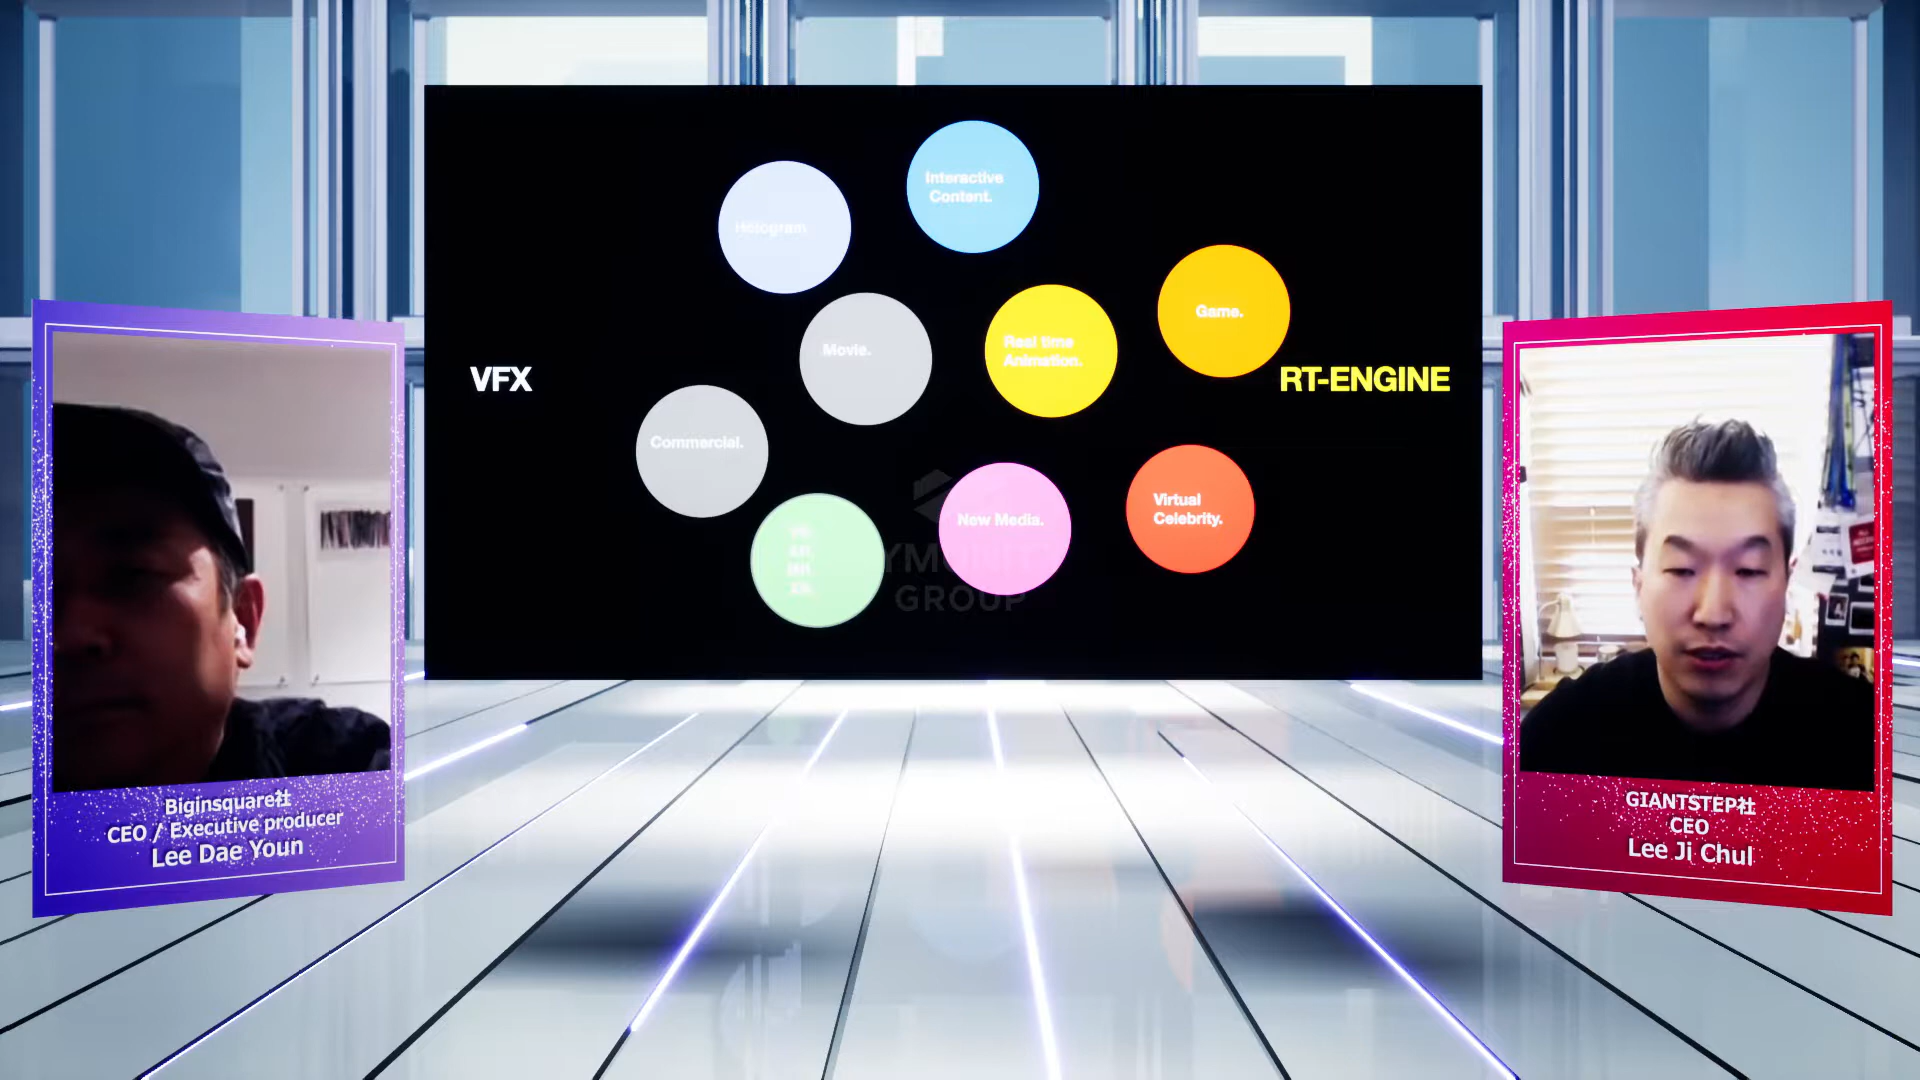 Interactive
Content.
Hologram
Game.
Real time
Animation.
Movie.
VFX
RT-ENGINE
Commercial.
Virtual
Celebrity.
New Media.
GROUP
Biginsquare社
CEO / Executive producer
Lee Dae Youn
GIANTSTEP社
CEO
Lee Ji Chul